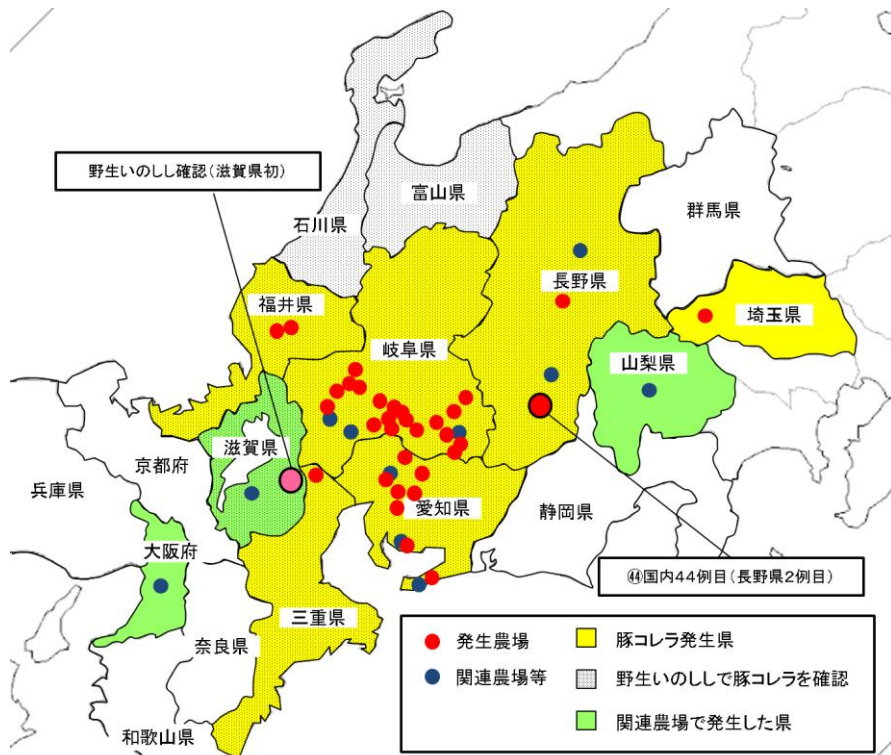 野生いのしし確認(滋賀県初)
富山県
石川県
群馬県
長野県
福井県
埼玉県
岐阜県
山梨県
滋賀県
京都府
兵庫県
愛知県
静岡県
大阪府
㊹国内44例目(長野県2例目)
三重県
奈良県
和歌山県
発生農場
豚コレラ発生県
関連農場等
野生いのししで豚コレラを確認
関連農場で発生した県